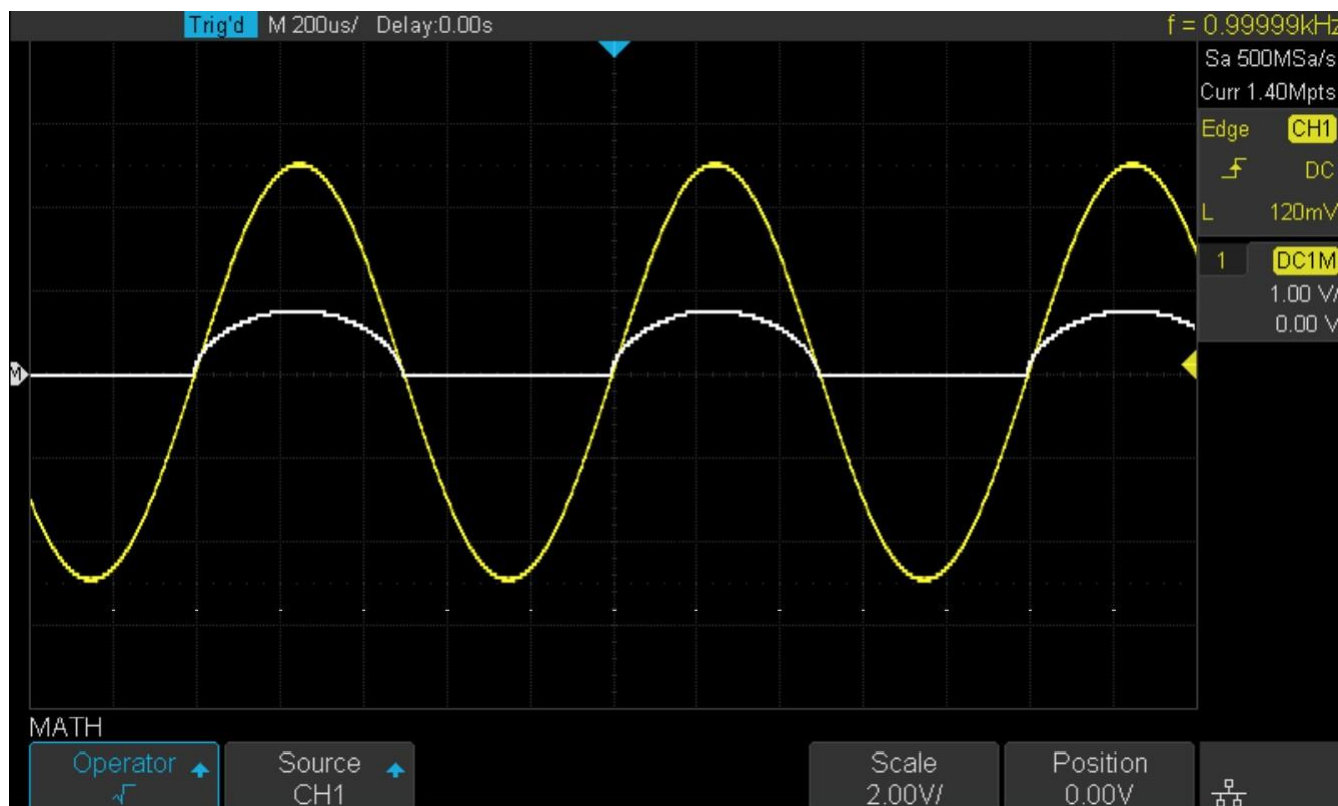 Trig'd M 200us/ Delay:0.00s f = 0.99999kHz
Sa 500MSa/s
Curr 1.40Mpts
Edge CH1
DC
L 120mV
1 DC1M
1.00 V/
0.00 V
M
MATH
Operator Source Scale Position
√ CH1 2.00V/ 0.00V